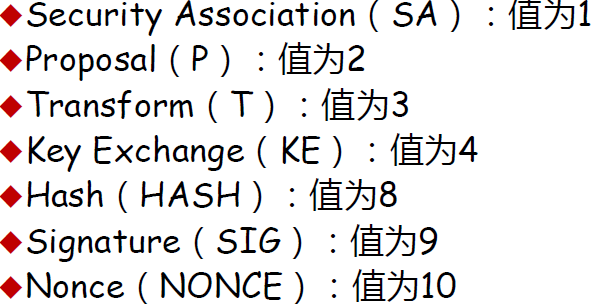 ◆Security Association（SA）：值为1
◆Proposal（P）：值为2
◆Transform（T）：值为3
◆Key Exchange（KE）：值为4
◆Hash（HASH）：值为8
◆Signature（SIG）：值为9
◆Nonce（NONCE）：值为10